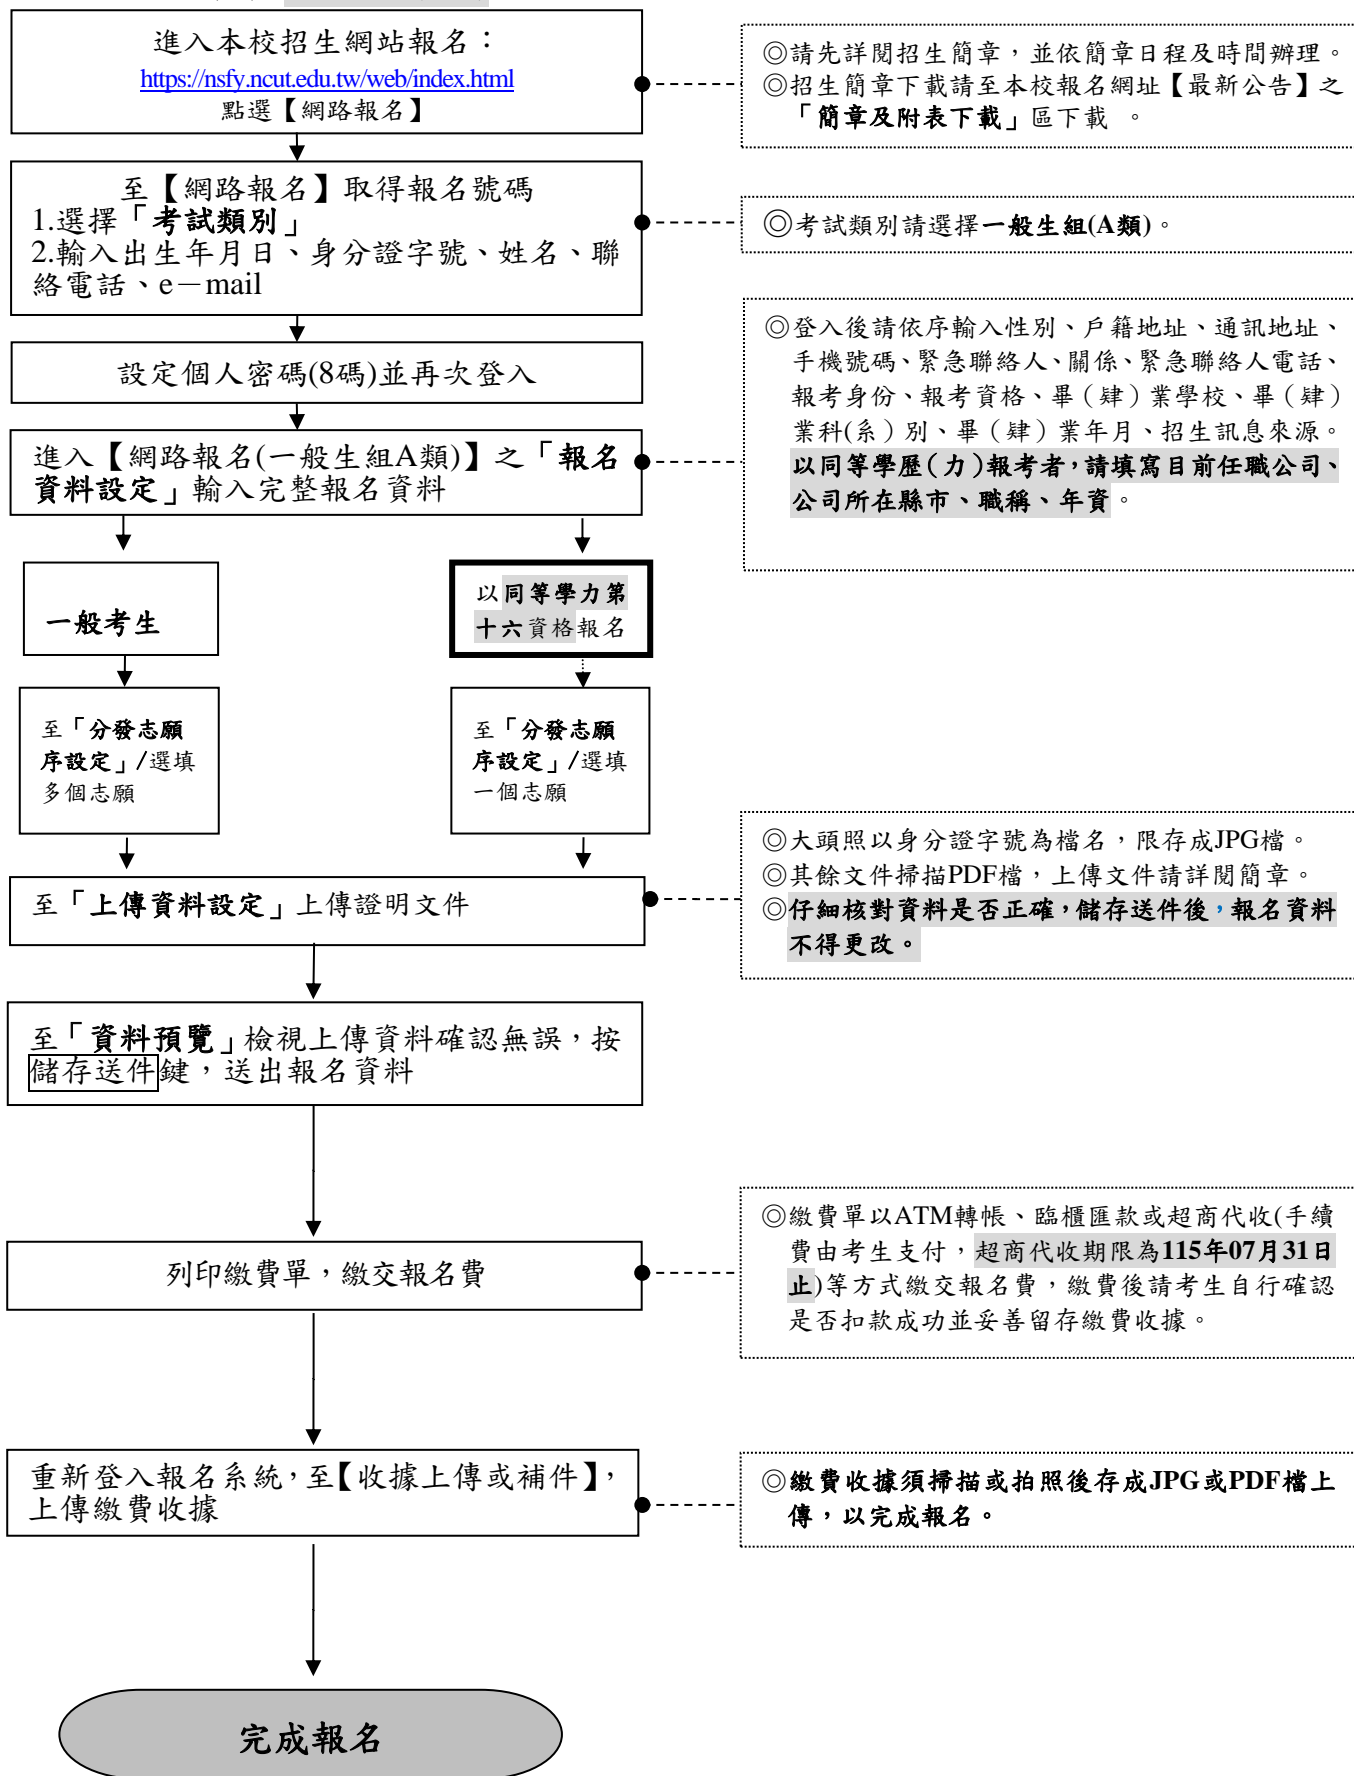 進入本校招生網站報名：
https://nsfy.ncut.edu.tw/web/index.html
點選【網路報名】
◎請先詳閱招生簡章，並依簡章日程及時間辦理。
◎招生簡章下載請至本校報名網址【最新公告】之
「簡章及附表下載」區下載 。
至【網路報名】取得報名號碼
1.選擇「考試類別」
2.輸入出生年月日、身分證字號、姓名、聯
絡電話、e－mail
◎考試類別請選擇一般生組(A類)。
設定個人密碼(8碼)並再次登入
◎登入後請依序輸入性別、戶籍地址、通訊地址、
手機號碼、緊急聯絡人、關係、緊急聯絡人電話、
報考身份、報考資格、畢（肄）業學校、畢（肄）
業科(系）別、畢（肄）業年月、招生訊息來源。
以同等學歷(力)報考者，請填寫目前任職公司、
公司所在縣市、職稱、年資。
進入【網路報名(一般生組A類)】之「報名
資料設定」輸入完整報名資料
一般考生
以同等學力第
十六資格報名
至「分發志願
序設定」/選填
多個志願
至「分發志願
序設定」/選填
一個志願
至「上傳資料設定」上傳證明文件
◎大頭照以身分證字號為檔名，限存成JPG檔。
◎其餘文件掃描PDF檔，上傳文件請詳閱簡章。
◎仔細核對資料是否正確，儲存送件後，報名資料
不得更改。
至「資料預覽」檢視上傳資料確認無誤，按
儲存送件鍵，送出報名資料
列印繳費單，繳交報名費
◎繳費單以ATM轉帳、臨櫃匯款或超商代收(手續
費由考生支付，超商代收期限為115年07月31日
止)等方式繳交報名費，繳費後請考生自行確認
是否扣款成功並妥善留存繳費收據。
重新登入報名系統，至【收據上傳或補件】，
上傳繳費收據
◎繳費收據須掃描或拍照後存成JPG或PDF檔上
傳，以完成報名。
完成報名